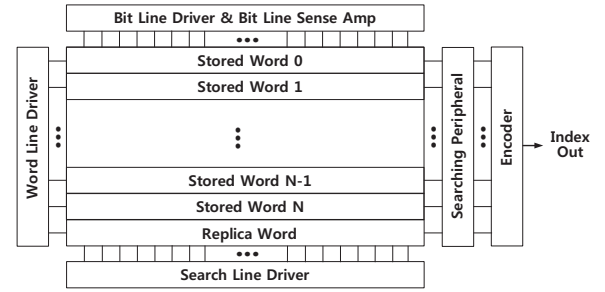 Bit Line Driver & Bit Line Sense Amp
Word Line Driver
Stored Word 0
Stored Word 1
Stored Word N-1
Stored Word N
Replica Word
Search Line Driver
Searching Peripheral
Encoder
Index
Out